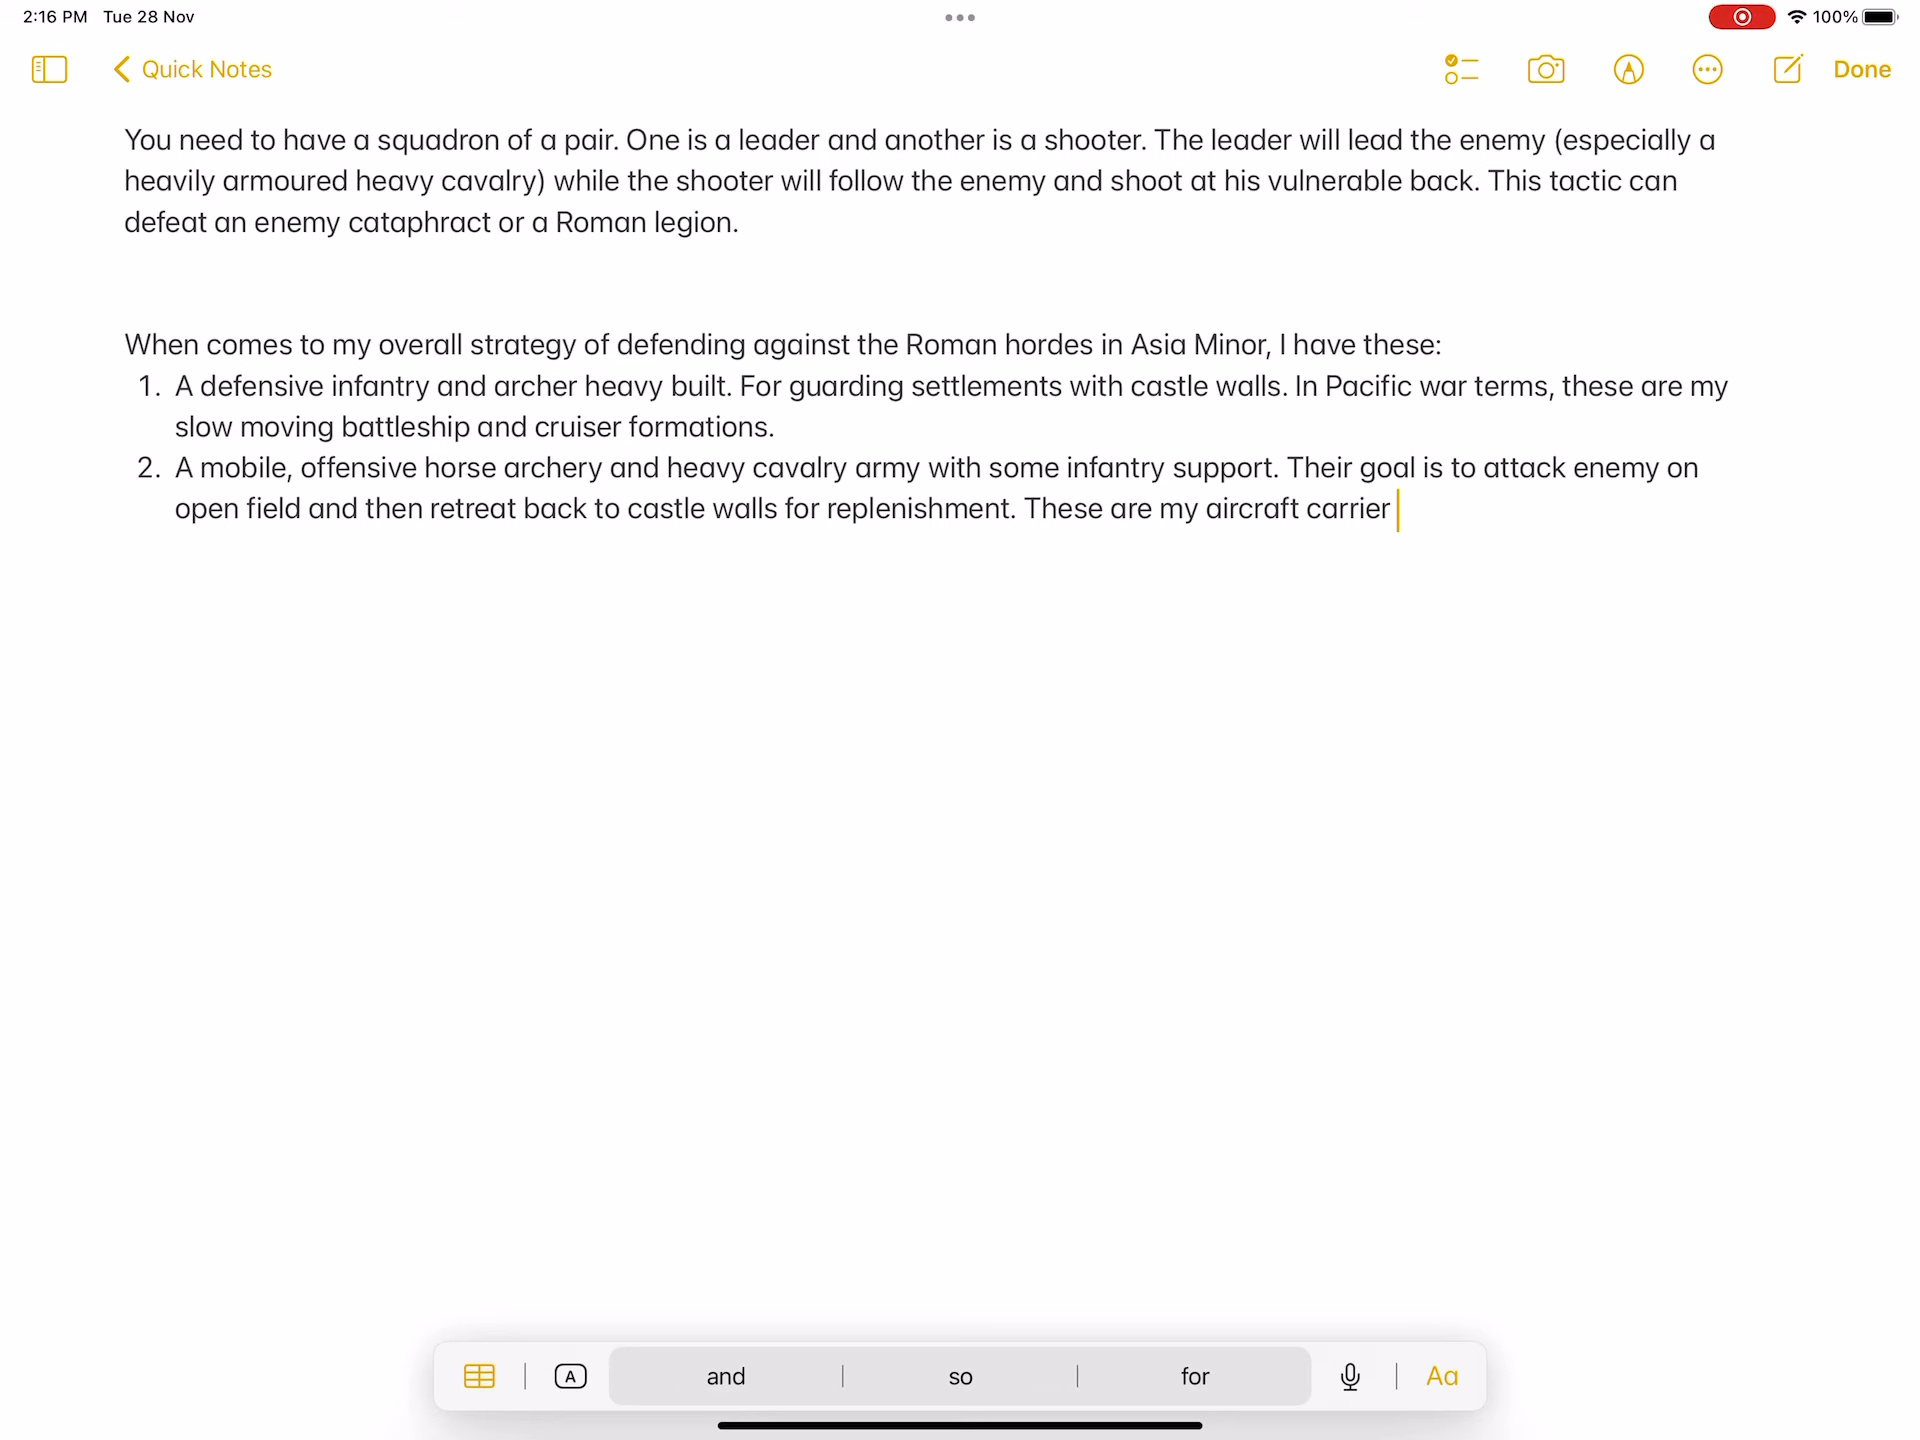 2:16 PM Tue 28 Nov
100%
Quick Notes
Done
You need to have a squadron of a pair. One is a leader and another is a shooter. The leader will lead the enemy (especially a
heavily armoured heavy cavalry) while the shooter will follow the enemy and shoot at his vulnerable back. This tactic can
defeat an enemy cataphract or a Roman legion.
When comes to my overall strategy of defending against the Roman hordes in Asia Minor, I have these:
1. A defensive infantry and archer heavy built. For guarding settlements with castle walls. In Pacific war terms, these are my
slow moving battleship and cruiser formations.
2. A mobile, offensive horse archery and heavy cavalry army with some infantry support. Their goal is to attack enemy on
open field and then retreat back to castle walls for replenishment. These are my aircraft carrier
A and so for Aa